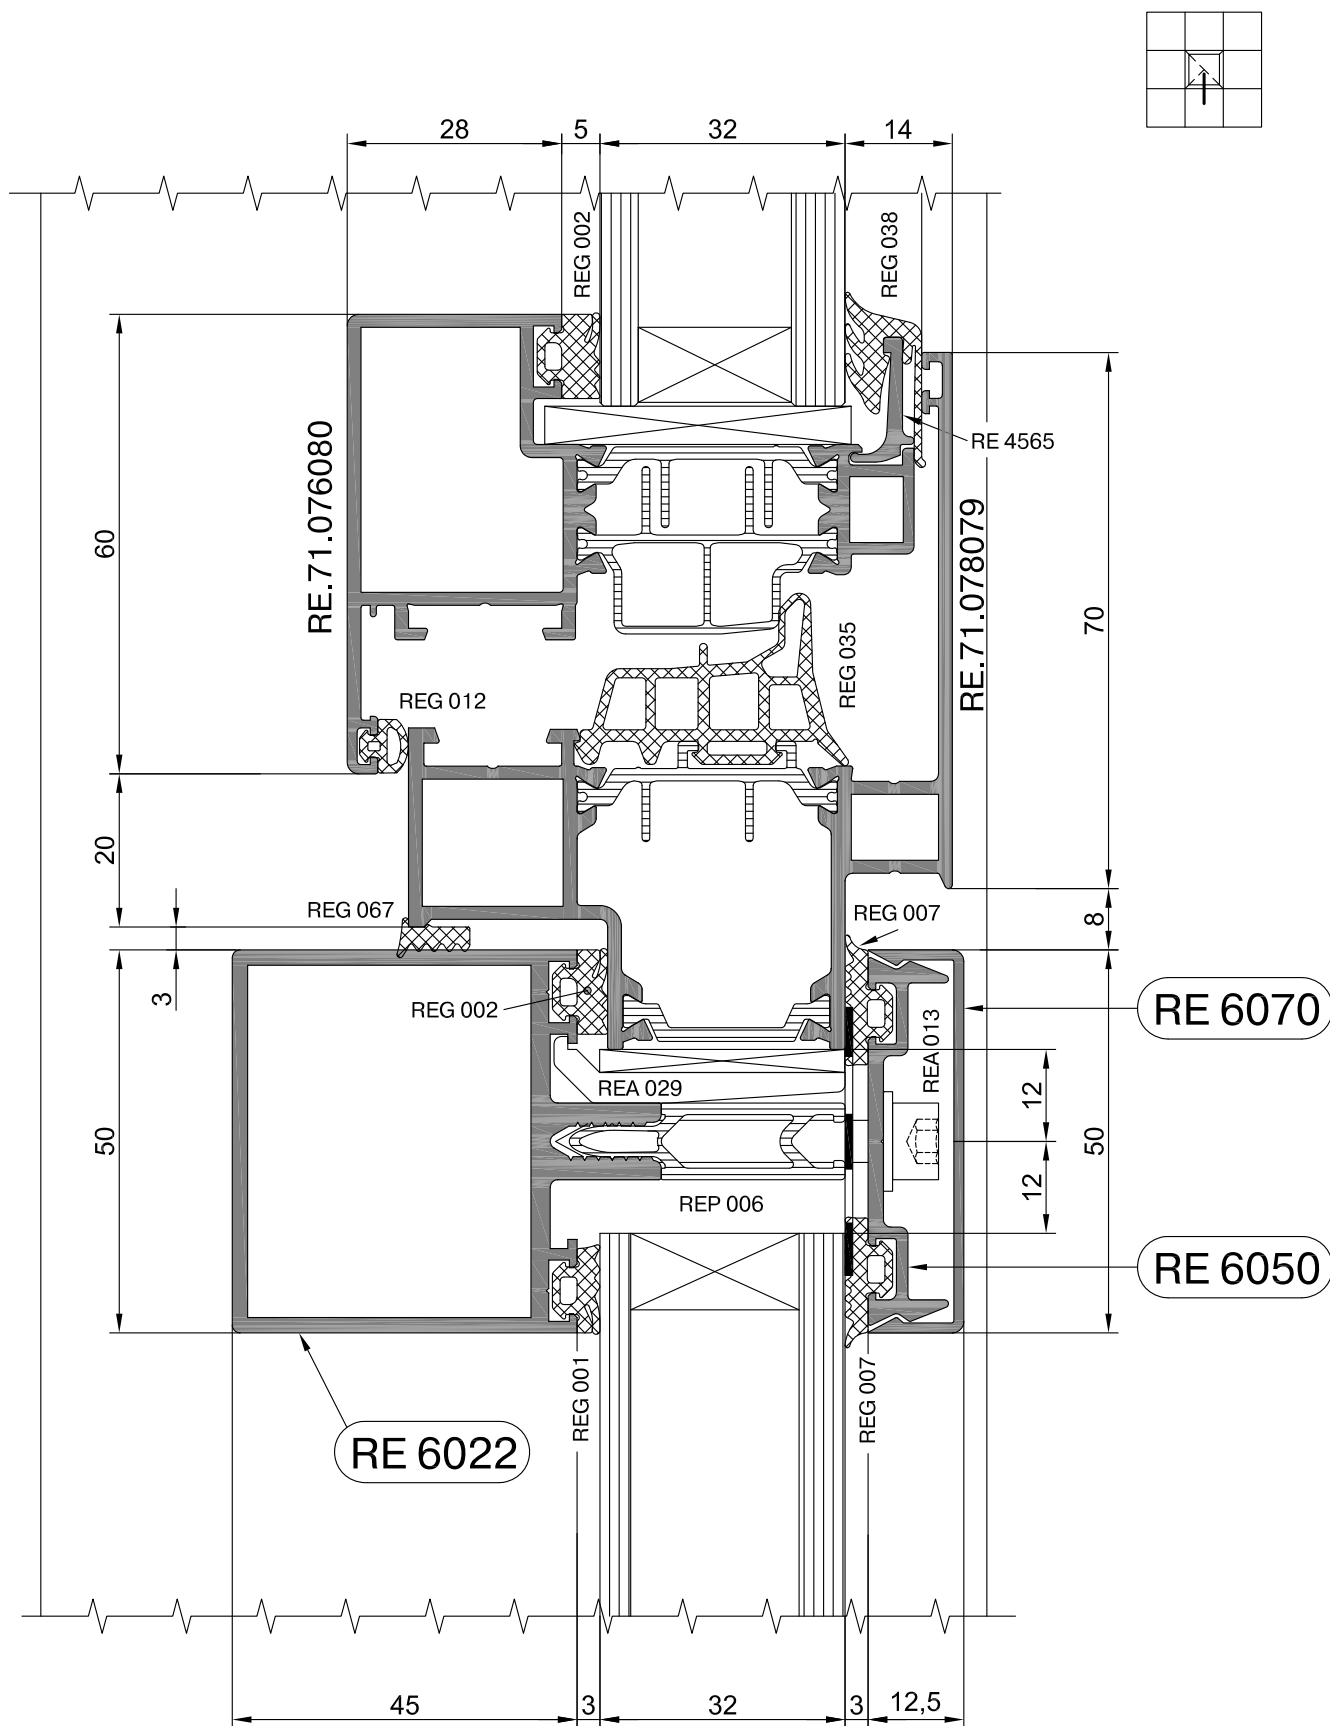 28
5
32
14
REG 002
REG 038
RE 4565
RE.71.076080
RE.71.078079
60
70
REG 035
REG 012
20
REG 067
REG 007
8
3
REG 002
RE 6070
REA 013
REA 029
12
50
50
12
REP 006
RE 6050
REG 001
REG 007
RE 6022
45
3
32
3
12,5